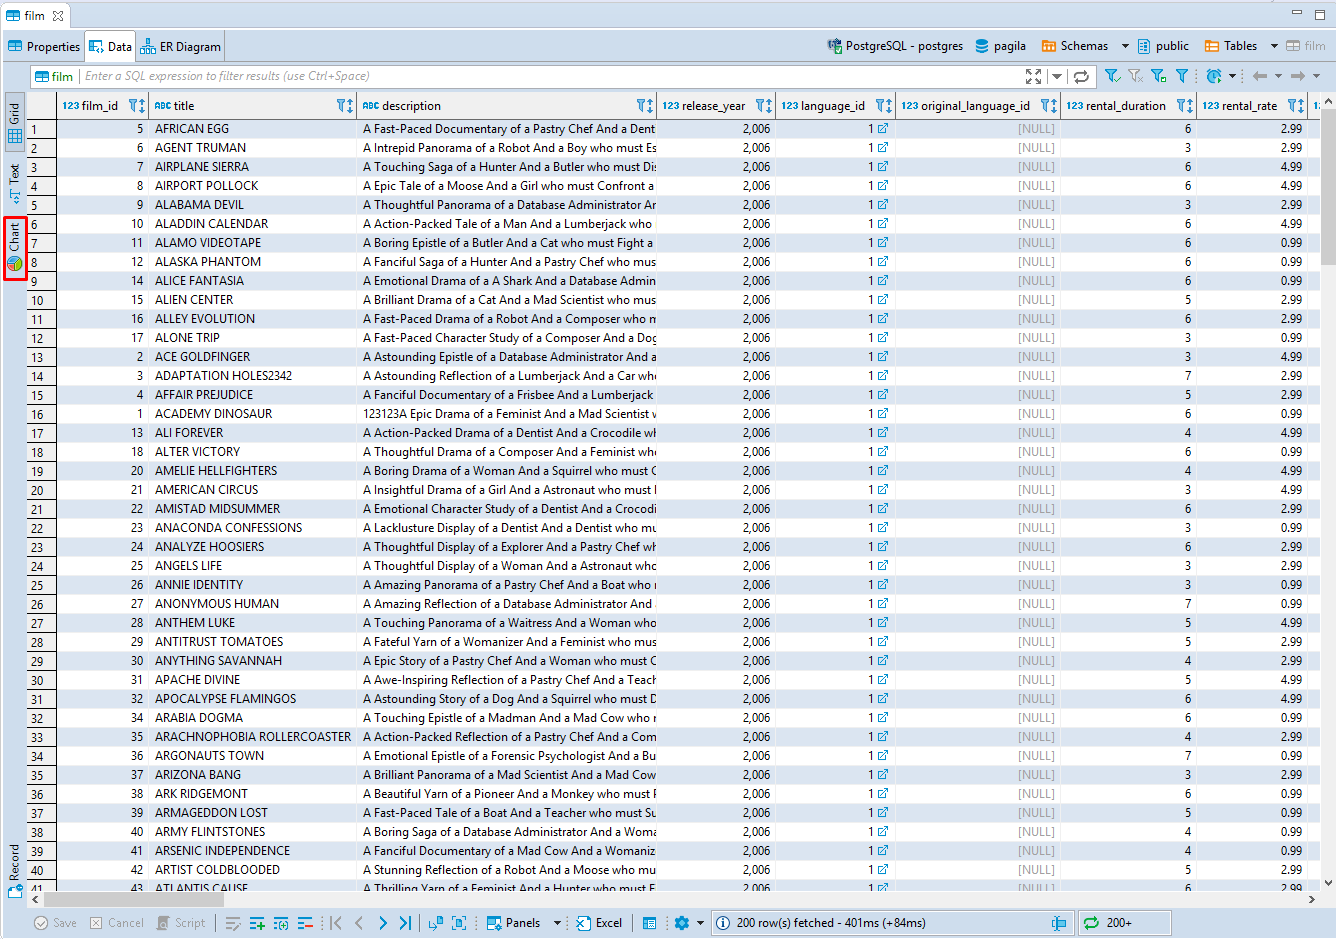 film
Properties Data ER Diagram PostgreSQL - postgres pagila Schemas public Tables film
film Enter a SQL expression to filter results (use Ctrl+Space)
Grid
Text
Chart
Record
123 film_id ABC title ABC description 123 release_year 123 language_id 123 original_language_id 123 rental_duration 123 rental_rate
1 5 AFRICAN EGG A Fast-Paced Documentary of a Pastry Chef And a Dent 2,006 1 [NULL] 6 2.99
2 6 AGENT TRUMAN A Intrepid Panorama of a Robot And a Boy who must Es 2,006 1 [NULL] 3 2.99
3 7 AIRPLANE SIERRA A Touching Saga of a Hunter And a Butler who must Dis 2,006 1 [NULL] 6 4.99
4 8 AIRPORT POLLOCK A Epic Tale of a Moose And a Girl who must Confront a 2,006 1 [NULL] 6 4.99
5 9 ALABAMA DEVIL A Thoughtful Panorama of a Database Administrator Ar 2,006 1 [NULL] 3 2.99
6 10 ALADDIN CALENDAR A Action-Packed Tale of a Man And a Lumberjack who 2,006 1 [NULL] 6 4.99
7 11 ALAMO VIDEOTAPE A Boring Epistle of a Butler And a Cat who must Fight a 2,006 1 [NULL] 6 0.99
8 12 ALASKA PHANTOM A Fanciful Saga of a Hunter And a Pastry Chef who mus 2,006 1 [NULL] 6 0.99
9 14 ALICE FANTASIA A Emotional Drama of a A Shark And a Database Admin 2,006 1 [NULL] 6 0.99
10 15 ALIEN CENTER A Brilliant Drama of a Cat And a Mad Scientist who mus 2,006 1 [NULL] 5 2.99
11 16 ALLEY EVOLUTION A Fast-Paced Drama of a Robot And a Composer who m 2,006 1 [NULL] 6 2.99
12 17 ALONE TRIP A Fast-Paced Character Study of a Composer And a Dog 2,006 1 [NULL] 3 0.99
13 2 ACE GOLDFINGER A Astounding Epistle of a Database Administrator And a 2,006 1 [NULL] 3 4.99
14 3 ADAPTATION HOLES2342 A Astounding Reflection of a Lumberjack And a Car who 2,006 1 [NULL] 7 2.99
15 4 AFFAIR PREJUDICE A Fanciful Documentary of a Frisbee And a Lumberjack 2,006 1 [NULL] 5 2.99
16 1 ACADEMY DINOSAUR 123123A Epic Drama of a Feminist And a Mad Scientist w 2,006 1 [NULL] 6 0.99
17 13 ALI FOREVER A Action-Packed Drama of a Dentist And a Crocodile wh 2,006 1 [NULL] 4 4.99
18 18 ALTER VICTORY A Thoughtful Drama of a Composer And a Feminist who 2,006 1 [NULL] 6 0.99
19 20 AMELIE HELLFIGHTERS A Boring Drama of a Woman And a Squirrel who must C 2,006 1 [NULL] 4 4.99
20 21 AMERICAN CIRCUS A Insightful Drama of a Girl And a Astronaut who must 2,006 1 [NULL] 3 4.99
21 22 AMISTAD MIDSUMMER A Emotional Character Study of a Dentist And a Crocodi 2,006 1 [NULL] 6 2.99
22 23 ANACONDA CONFESSIONS A Lacklusture Display of a Dentist And a Dentist who mu 2,006 1 [NULL] 3 0.99
23 24 ANALYZE HOOSIERS A Thoughtful Display of a Explorer And a Pastry Chef wh 2,006 1 [NULL] 6 2.99
24 25 ANGELS LIFE A Thoughtful Display of a Woman And a Astronaut who 2,006 1 [NULL] 3 2.99
25 26 ANNIE IDENTITY A Amazing Panorama of a Pastry Chef And a Boat who 2,006 1 [NULL] 3 0.99
26 27 ANONYMOUS HUMAN A Amazing Reflection of a Database Administrator And 2,006 1 [NULL] 7 0.99
27 28 ANTHEM LUKE A Touching Panorama of a Waitress And a Woman who 2,006 1 [NULL] 5 4.99
28 29 ANTITRUST TOMATOES A Fateful Yarn of a Womanizer And a Feminist who mus 2,006 1 [NULL] 5 2.99
29 30 ANYTHING SAVANNAH A Epic Story of a Pastry Chef And a Woman who must C 2,006 1 [NULL] 4 2.99
30 31 APACHE DIVINE A Awe-Inspiring Reflection of a Pastry Chef And a Teach 2,006 1 [NULL] 5 4.99
31 32 APOCALYPSE FLAMINGOS A Astounding Story of a Dog And a Squirrel who must D 2,006 1 [NULL] 6 4.99
32 34 ARABIA DOGMA A Touching Epistle of a Madman And a Mad Cow who 2,006 1 [NULL] 6 0.99
33 35 ARACHNOPHOBIA ROLLERCOASTER A Action-Packed Reflection of a Pastry Chef And a Com 2,006 1 [NULL] 4 2.99
34 36 ARGONAUTS TOWN A Emotional Epistle of a Forensic Psychologist And a Bu 2,006 1 [NULL] 7 0.99
35 37 ARIZONA BANG A Brilliant Panorama of a Mad Scientist And a Mad Cow 2,006 1 [NULL] 3 2.99
36 38 ARK RIDGEMONT A Beautiful Yarn of a Pioneer And a Monkey who must 2,006 1 [NULL] 6 0.99
37 39 ARMAGEDDON LOST A Fast-Paced Tale of a Boat And a Teacher who must Su 2,006 1 [NULL] 5 0.99
38 40 ARMY FLINTSTONES A Boring Saga of a Database Administrator And a Woma 2,006 1 [NULL] 4 0.99
39 41 ARSENIC INDEPENDENCE A Fanciful Documentary of a Mad Cow And a Womaniz 2,006 1 [NULL] 4 0.99
40 42 ARTIST COLDBLOODED A Stunning Reflection of a Robot And a Moose who mu 2,006 1 [NULL] 5 2.99
41 43 ATLANTIS CAUSE A Thrilling Yarn of a Feminist And a Hunter who must F 2,006 1 [NULL] 6 2.99
Save Cancel Script Panels Excel 200 row(s) fetched - 401ms (+84ms) 200+